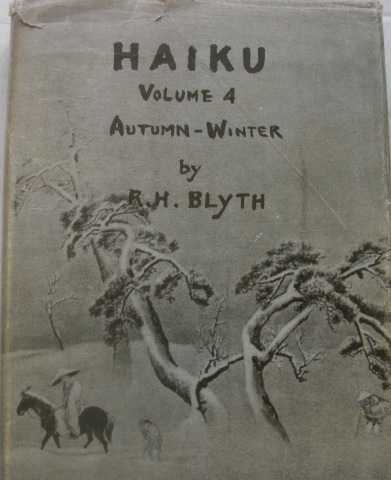 HAIKU
VOLUME 4
AUTUMN-WINTER
by
R.H. BLYTH